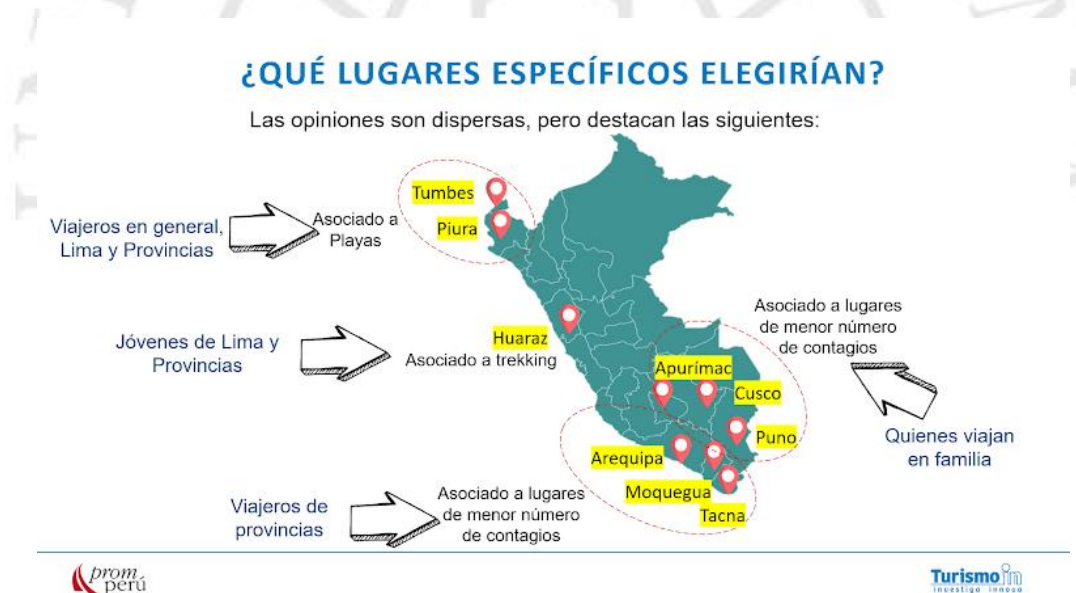 ¿QUÉ LUGARES ESPECÍFICOS ELEGIRÍAN?
Las opiniones son dispersas, pero destacan las siguientes:
Tumbes
Piura
Viajeros en general,
Lima y Provincias
Asociado a
Playas
Asociado a lugares
de menor número
de contagios
Huaraz
Asociado a trekking
Jóvenes de Lima y
Provincias
Apurímac
Cusco
Puno
Quienes viajan
en familia
Arequipa
Moquegua
Tacna
Viajeros de
provincias
Asociado a lugares
de menor número
de contagios
prom
perú
Turismo in
investiga innova